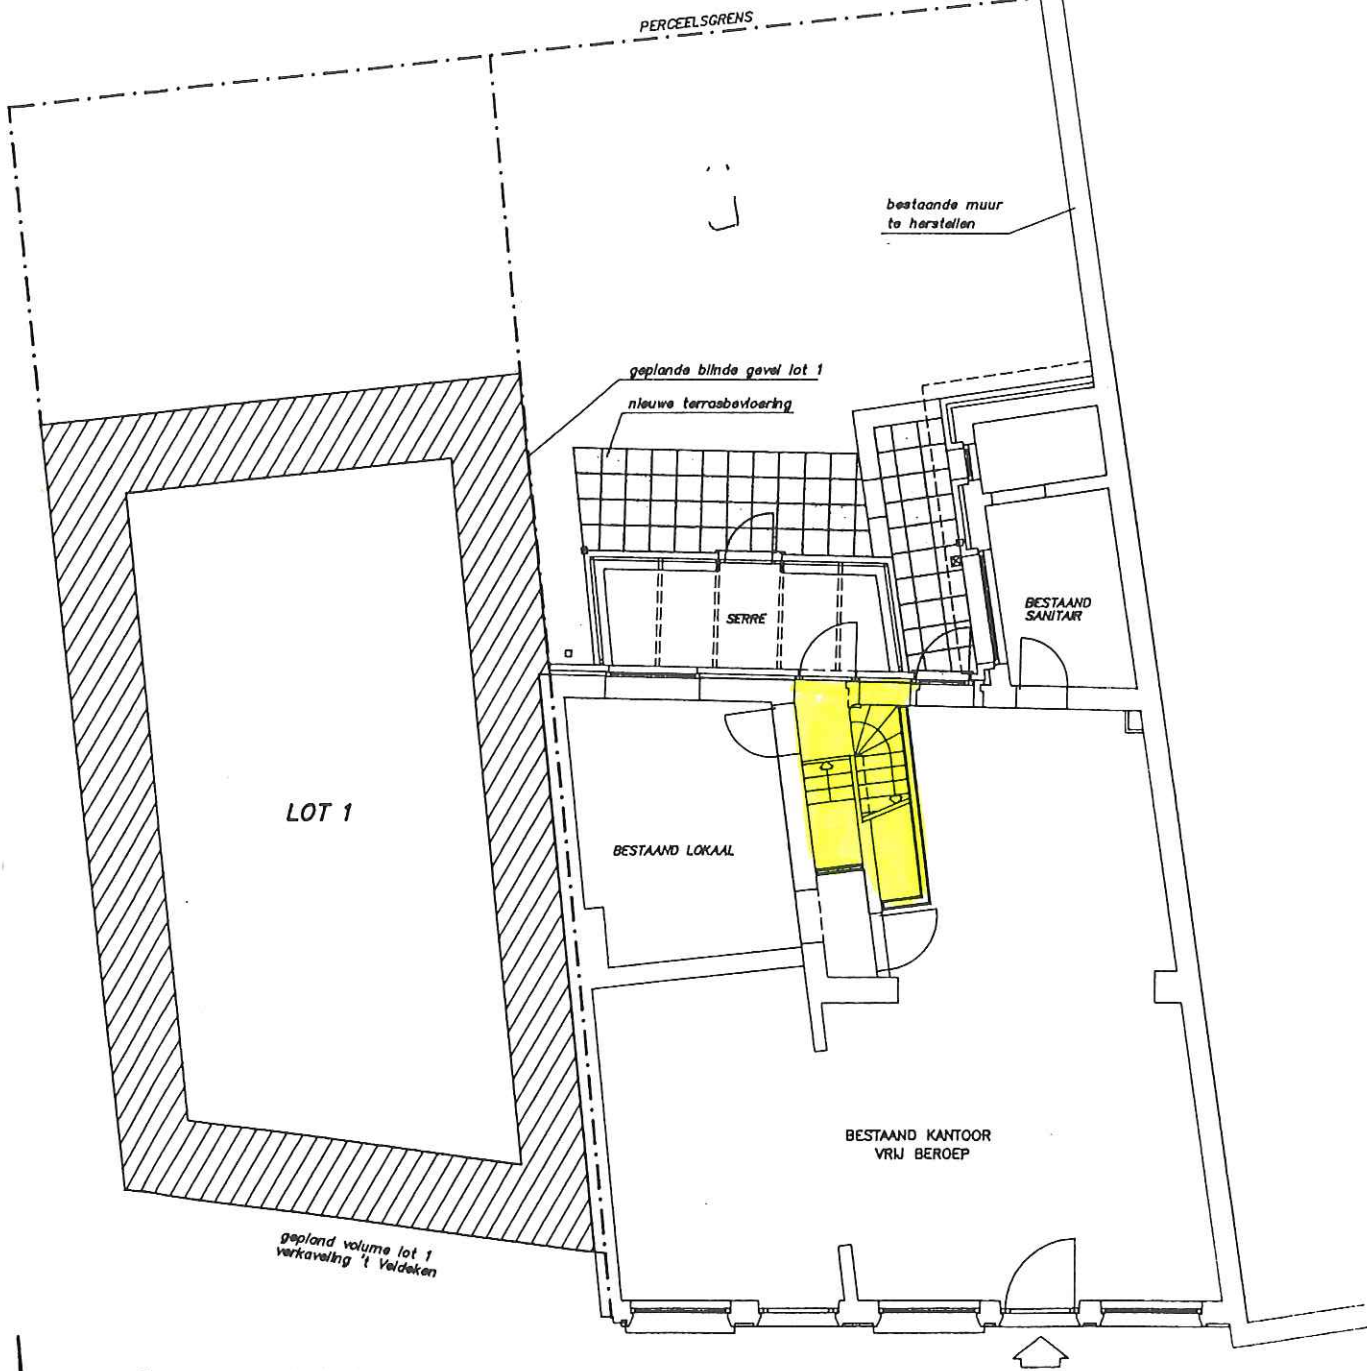 PERCEELSGRENS
bestaande muur
te herstellen
geplande blinde gevel lot 1
nieuwe terrasbevloering
SERRE
BESTAAND
SANITAIR
LOT 1
BESTAAND LOKAAL
BESTAAND KANTOOR
VRIJ BEROEP
gepland volume lot 1
verkaveling 't Veldeken